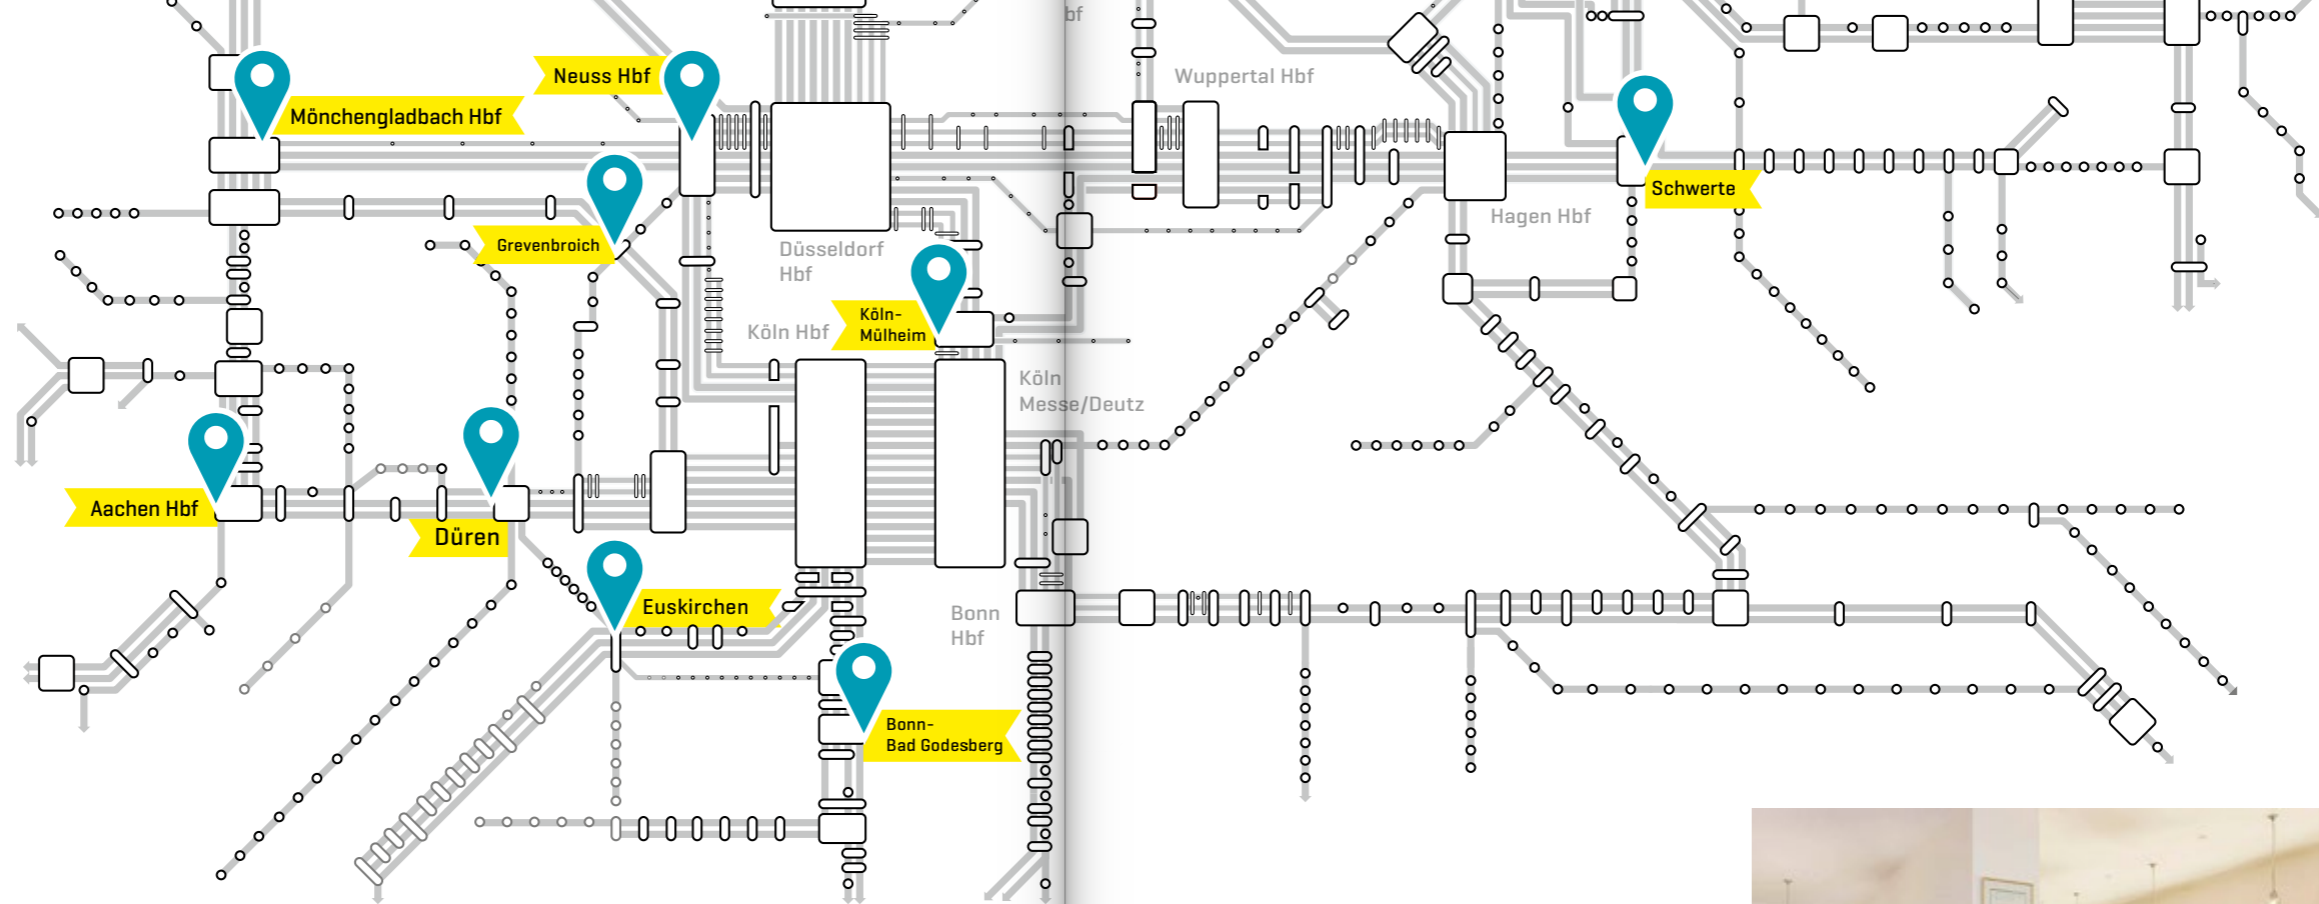 bf
Neuss Hbf
Wuppertal Hbf
Mönchengladbach Hbf
Schwerte
Hagen Hbf
Grevenbroich
Düsseldorf
Hbf
Köln-
Mülheim
Köln Hbf
Köln
Messe/Deutz
Aachen Hbf
Düren
Euskirchen
Bonn
Hbf
Bonn-
Bad Godesberg